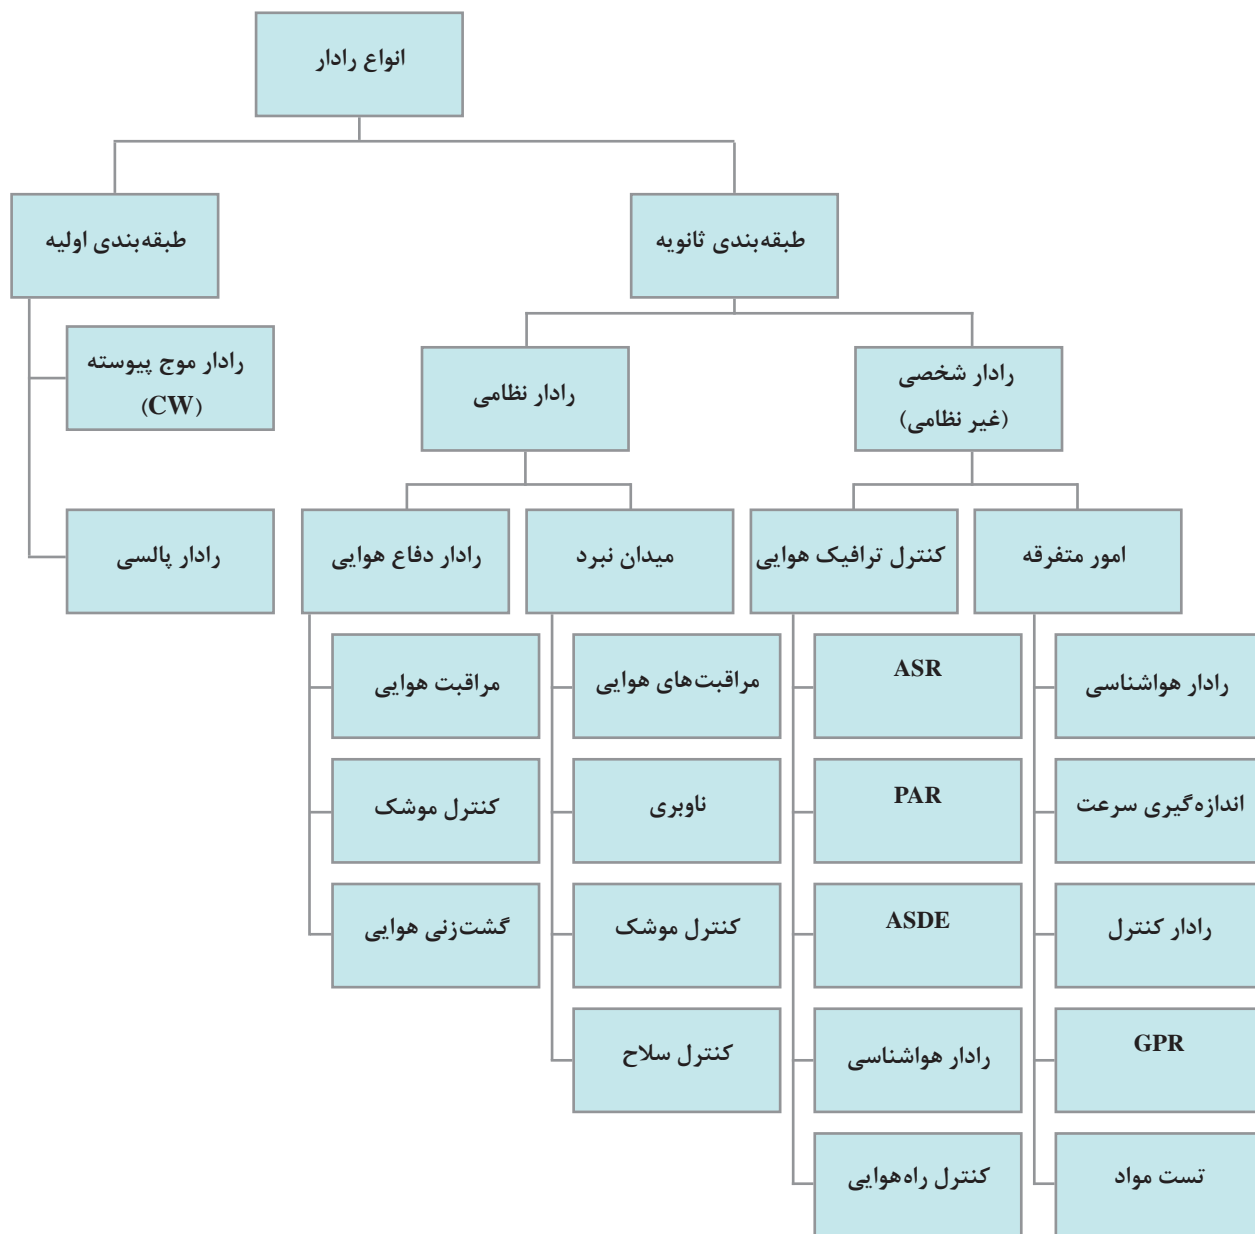 انواع رادار
طبقه‌بندی ثانویه
طبقه‌بندی اولیه
رادار شخصی
(غیر نظامی)
رادار نظامی
رادار موج پیوسته
(CW)
امور متفرقه
کنترل ترافیک هوایی
میدان نبرد
رادار دفاع هوایی
رادار پالسی
رادار هواشناسی
ASR
مراقبت‌های هوایی
مراقبت هوایی
اندازه‌گیری سرعت
PAR
ناوبری
کنترل موشک
رادار کنترل
ASDE
کنترل موشک
گشت‌زنی هوایی
GPR
رادار هواشناسی
کنترل سلاح
تست مواد
کنترل راه‌هوایی